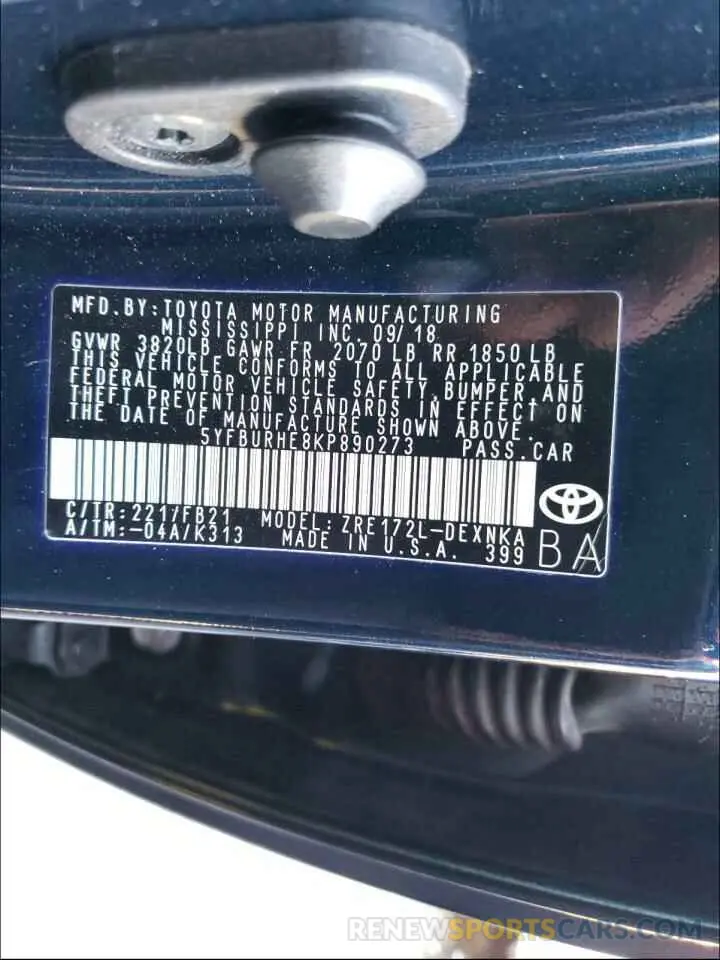 MFD. BY: TOYOTA MOTOR MANUFACTURING
MISSISSIPPI INC. 09/18
GVWR 3820LB GAWR FR 2070 LB RR 1850 LB
THIS VEHICLE CONFORMS TO ALL APPLICABLE
FEDERAL MOTOR VEHICLE SAFETY, BUMPER, AND
THEFT PREVENTION STANDARDS IN EFFECT ON
THE DATE OF MANUFACTURE SHOWN ABOVE.
5YFBURHE8KP890273 PASS. CAR
C/TR: 221/FB21 MODEL: ZRE172L-DEXNKA
A/TM: -04A/K313 MADE IN U.S.A. 399
BA
RENEWSPORTSCARS.COM